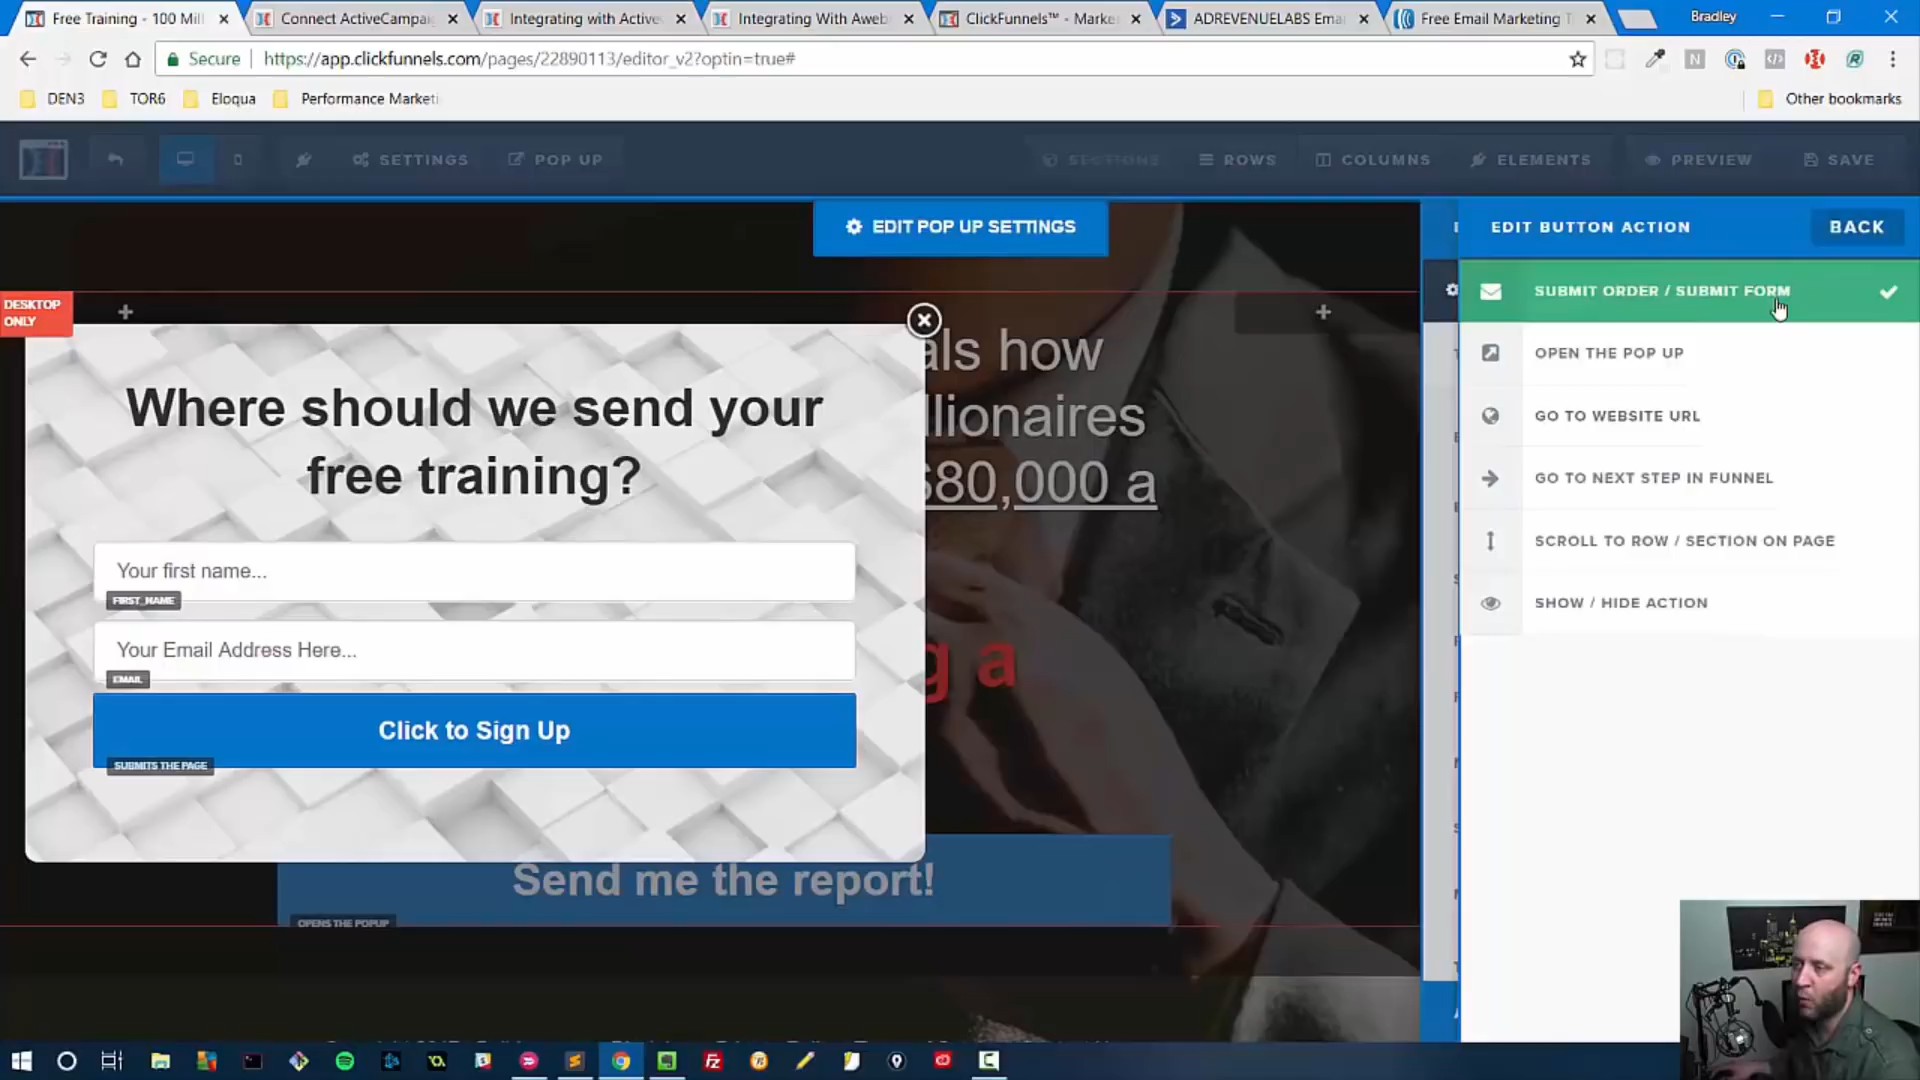 Free Training - 100 Mill
Connect ActiveCampaig
Integrating with Active
Integrating With Aweb
ClickFunnels™ - Marke
ADREVENUELABS Ema
Free Email Marketing T
Bradley
Secure
https://app.clickfunnels.com/pages/22890113/editor_v2?optin=true#
DEN3
TOR6
Eloqua
Performance Marketi
Other bookmarks
SETTINGS
POP UP
SECTIONS
ROWS
COLUMNS
ELEMENTS
PREVIEW
SAVE
EDIT POP UP SETTINGS
EDIT BUTTON ACTION
BACK
DESKTOP
ONLY
SUBMIT ORDER / SUBMIT FORM
OPEN THE POP UP
GO TO WEBSITE URL
GO TO NEXT STEP IN FUNNEL
SCROLL TO ROW / SECTION ON PAGE
SHOW / HIDE ACTION
als how
llionaires
$80,000 a
g a
Where should we send your
free training?
Your first name...
FIRST_NAME
Your Email Address Here...
EMAIL
Click to Sign Up
SUBMITS THE PAGE
Send me the report!
OPENS THE POPUP